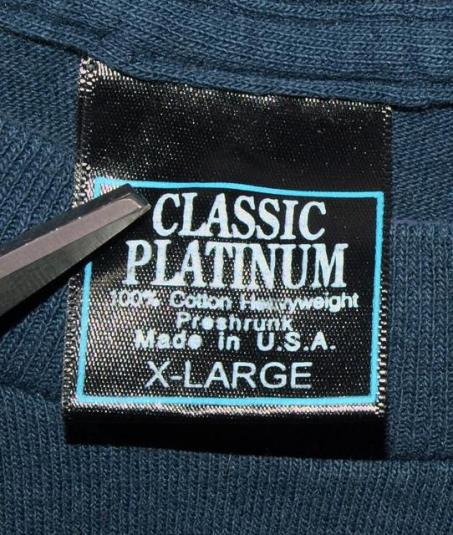 CLASSIC
PLATINUM
100% Cotton Heavyweight
Preshrunk
Made in U.S.A.
X-LARGE